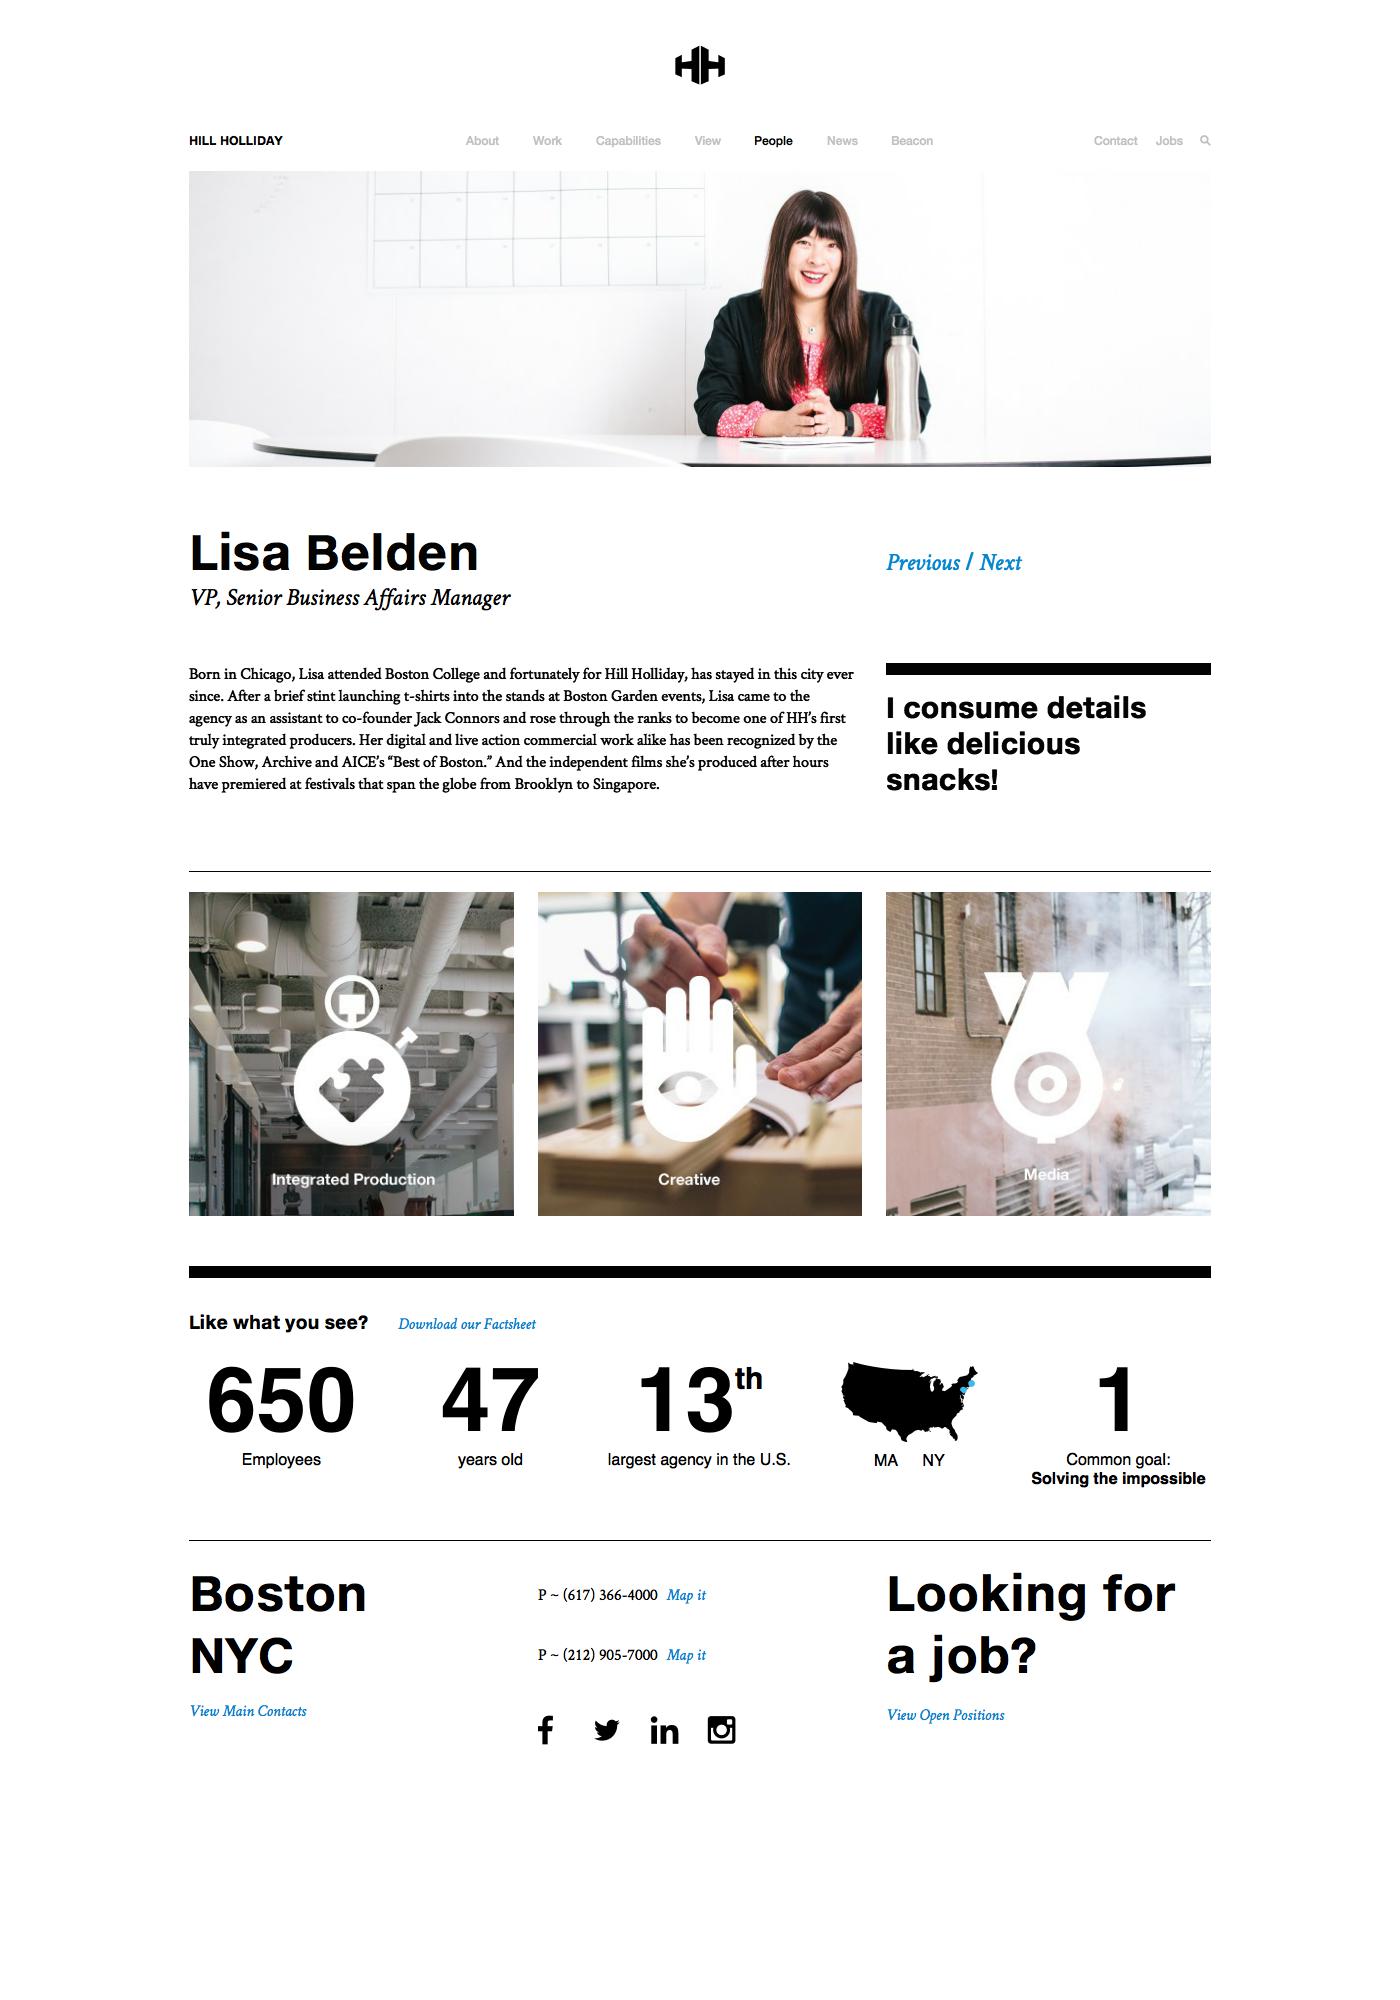 HH
HILL HOLLIDAY
About Work Capabilities View People News Beacon
Contact Jobs
Lisa Belden
VP, Senior Business Affairs Manager
Previous / Next
Born in Chicago, Lisa attended Boston College and fortunately for Hill Holliday, has stayed in this city ever
since. After a brief stint launching t-shirts into the stands at Boston Garden events, Lisa came to the
agency as an assistant to co-founder Jack Connors and rose through the ranks to become one of HH’s first
truly integrated producers. Her digital and live action commercial work alike has been recognized by the
One Show, Archive and AICE’s “Best of Boston.” And the independent films she’s produced after hours
have premiered at festivals that span the globe from Brooklyn to Singapore.
I consume details
like delicious
snacks!
Integrated Production
Creative
Media
Like what you see? Download our Factsheet
650
Employees
47
years old
13th
largest agency in the U.S.
MA NY
1
Common goal:
Solving the impossible
Boston
NYC
View Main Contacts
P ~ (617) 366-4000 Map it
P ~ (212) 905-7000 Map it
Looking for
a job?
View Open Positions